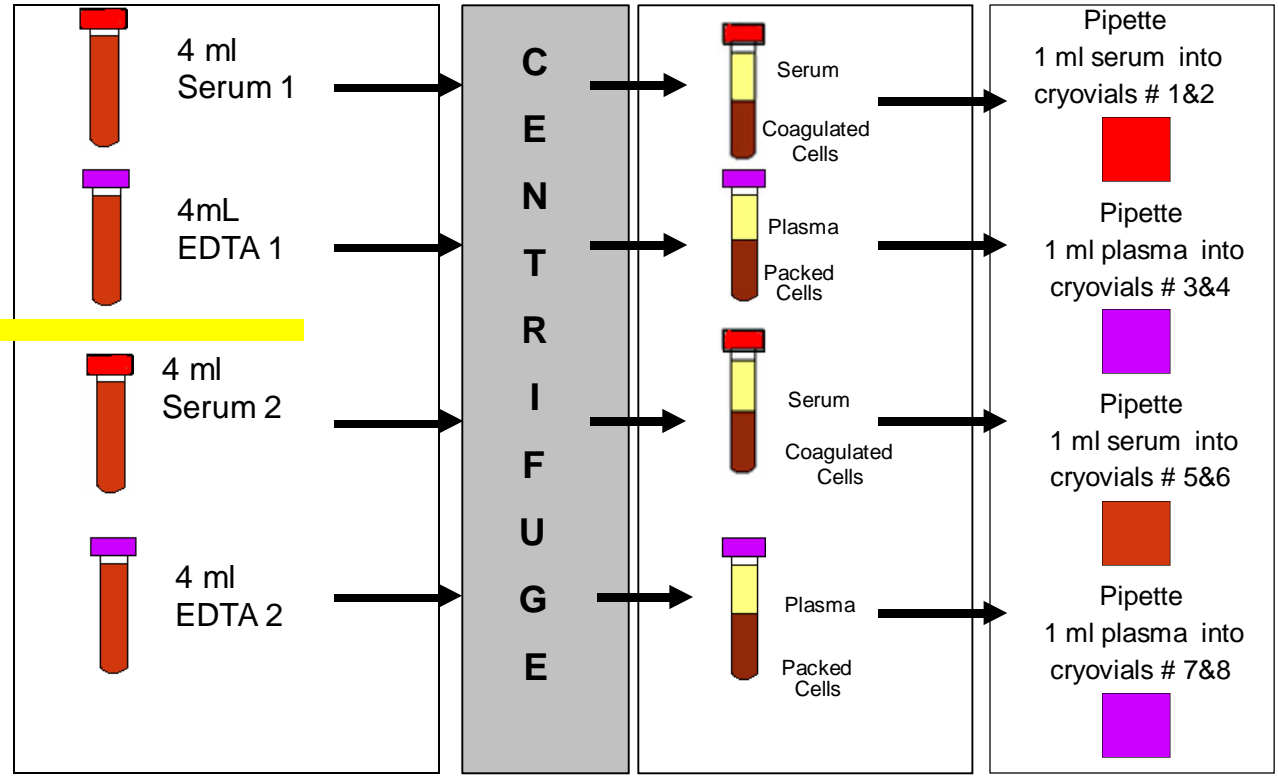 4 ml
Serum 1
4mL
EDTA 1
4 ml
Serum 2
4 ml
EDTA 2
C
E
N
T
R
I
F
U
G
E
Serum
Coagulated
Cells
Plasma
Packed
Cells
Serum
Coagulated
Cells
Plasma
Packed
Cells
Pipette
1 ml serum into
cryovials # 1&2
Pipette
1 ml plasma into
cryovials # 3&4
Pipette
1 ml serum into
cryovials # 5&6
Pipette
1 ml plasma into
cryovials # 7&8